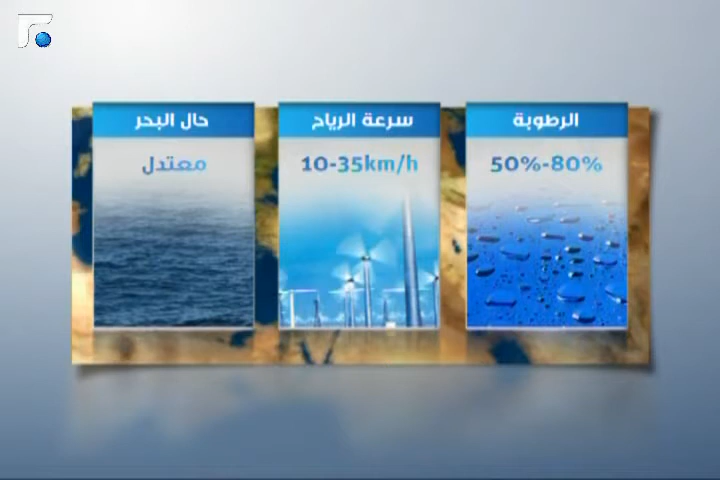 الرطوبة
50%-80%
سرعة الرياح
10-35km/h
حال البحر
معتدل